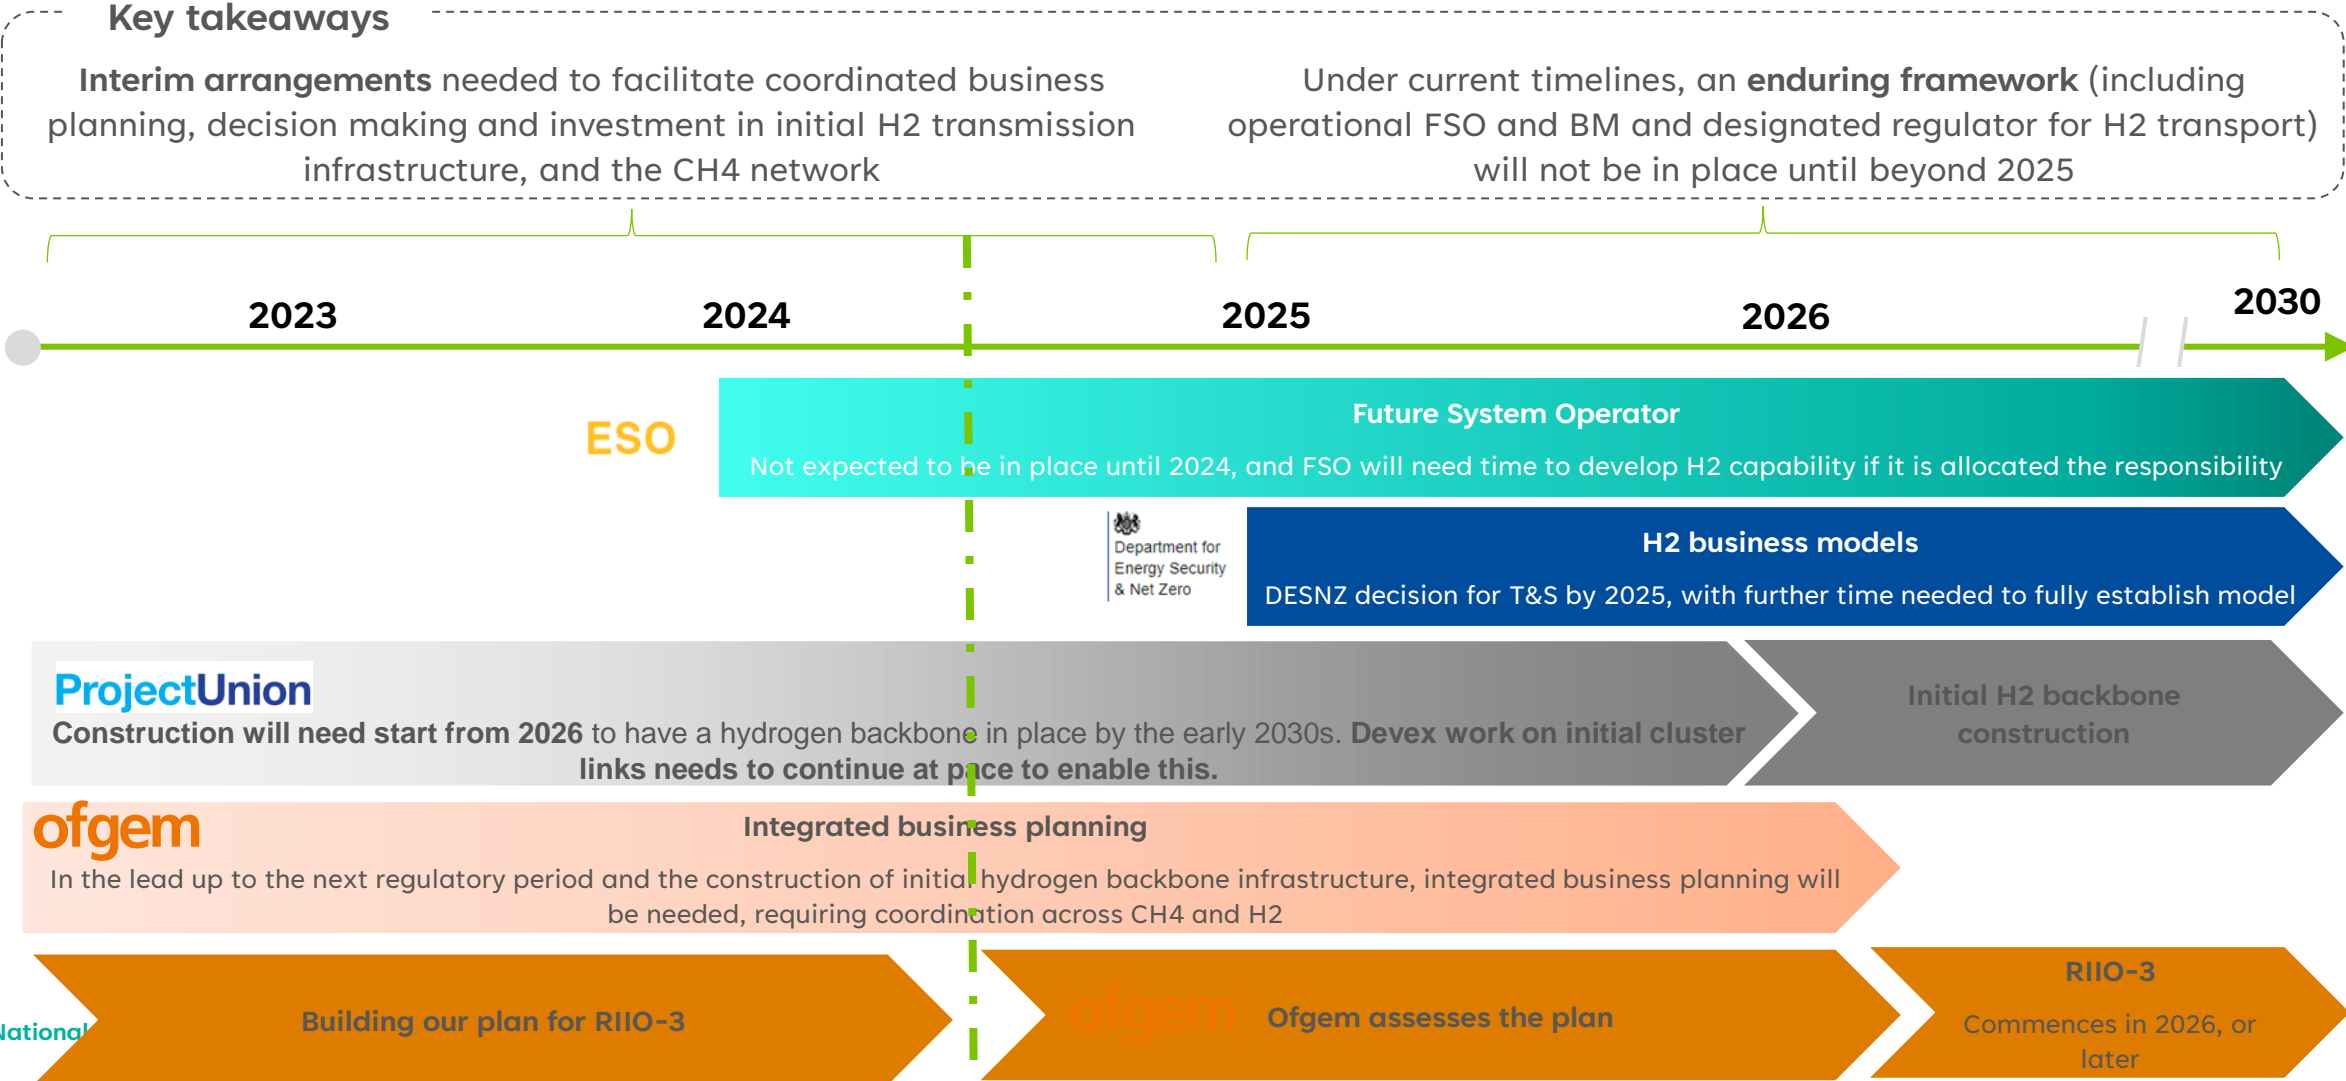 Key takeaways
Interim arrangements needed to facilitate coordinated business
planning, decision making and investment in initial H2 transmission
infrastructure, and the CH4 network
Under current timelines, an enduring framework (including
operational FSO and BM and designated regulator for H2 transport)
will not be in place until beyond 2025
2023
2024
2025
2026
2030
ESO
Future System Operator
Not expected to be in place until 2024, and FSO will need time to develop H2 capability if it is allocated the responsibility
Department for
Energy Security
& Net Zero
H2 business models
DESNZ decision for T&S by 2025, with further time needed to fully establish model
ProjectUnion
Construction will need start from 2026 to have a hydrogen backbone in place by the early 2030s. Devex work on initial cluster
links needs to continue at pace to enable this.
Initial H2 backbone
construction
ofgem
Integrated business planning
In the lead up to the next regulatory period and the construction of initial hydrogen backbone infrastructure, integrated business planning will
be needed, requiring coordination across CH4 and H2
National
Building our plan for RIIO-3
ofgem
Ofgem assesses the plan
RIIO-3
Commences in 2026, or
later